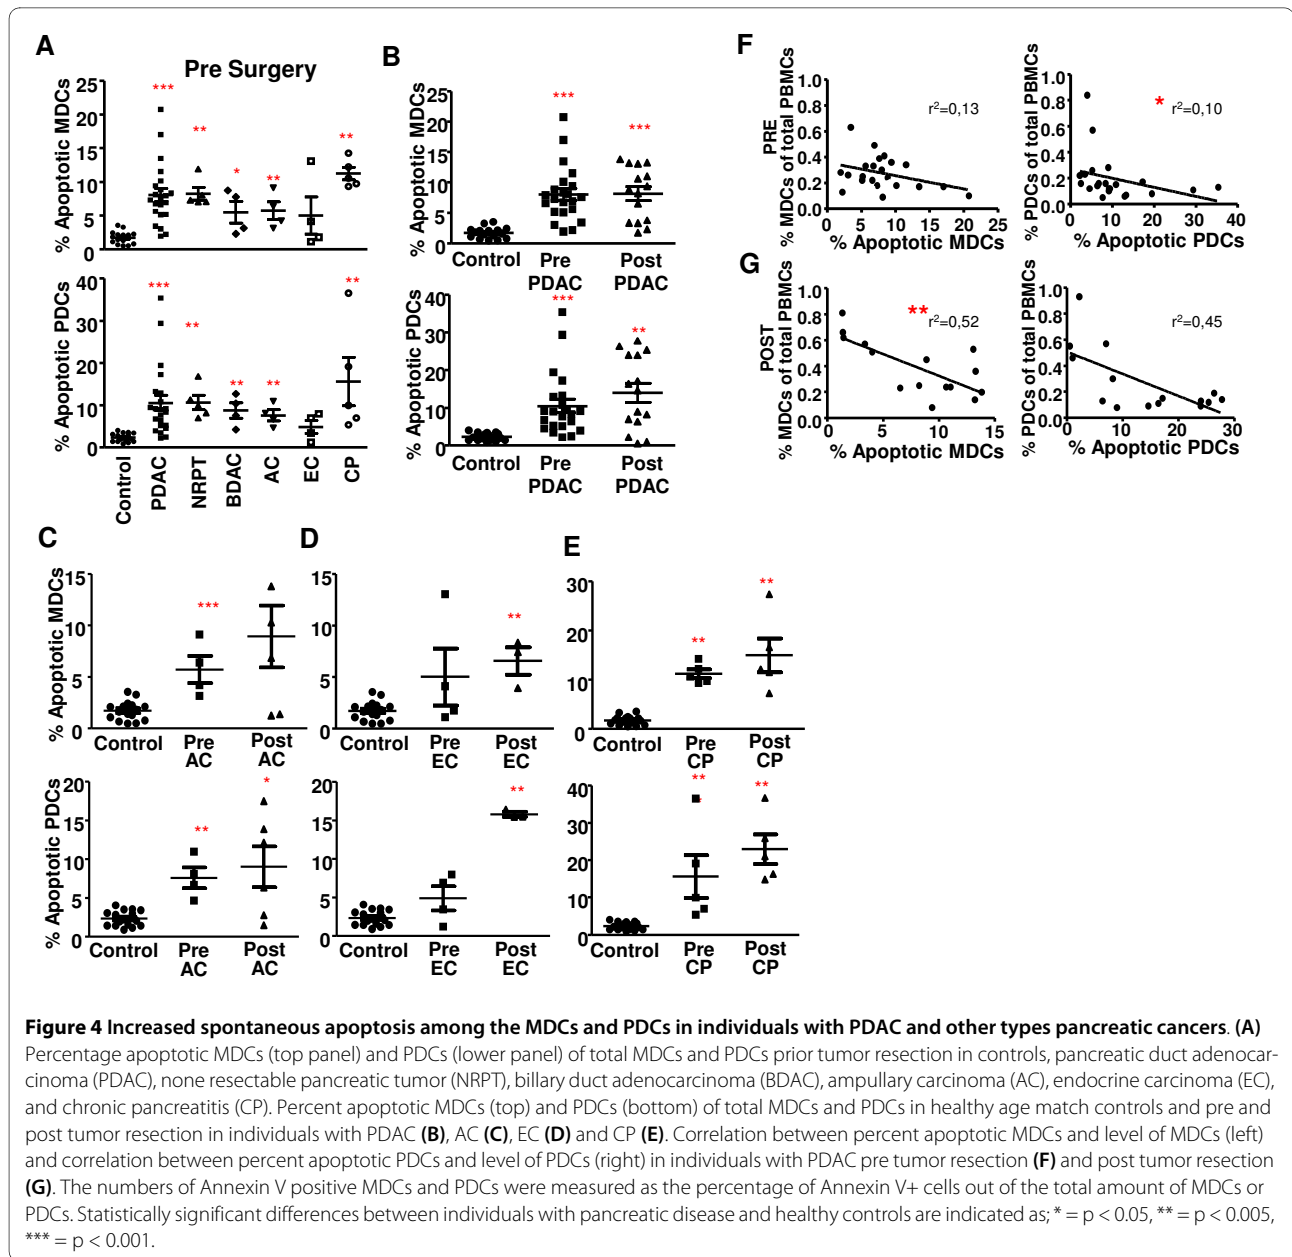 A
Pre Surgery
% Apoptotic MDCs
25
20
15
10
5
0
***
**
*
**
**
% Apoptotic PDCs
40
30
20
10
0
***
**
**
**
**
Control
PDAC
NRPT
BDAC
AC
EC
CP
B
% Apoptotic MDCs
25
20
15
10
5
0
***
***
Control
Pre
PDAC
Post
PDAC
% Apoptotic PDCs
40
30
20
10
0
***
**
Control
Pre
PDAC
Post
PDAC
F
PRE
% MDCs of total PBMCs
1.0
0.8
0.6
0.4
0.2
0.0
r²=0,13
0
5
10
15
20
25
% Apoptotic MDCs
% PDCs of total PBMCs
1.0
0.8
0.6
0.4
0.2
0.0
*
r²=0,10
0
10
20
30
40
% Apoptotic PDCs
G
POST
% MDCs of total PBMCs
1.0
0.8
0.6
0.4
0.2
0.0
**
r²=0,52
0
5
10
15
% Apoptotic MDCs
% PDCs of total PBMCs
1.0
0.8
0.6
0.4
0.2
0.0
r²=0,45
0
10
20
30
% Apoptotic PDCs
C
% Apoptotic MDCs
15
10
5
0
***
Control
Pre
AC
Post
AC
% Apoptotic PDCs
20
15
10
5
0
**
*
Control
Pre
AC
Post
AC
D
15
10
5
0
**
Control
Pre
EC
Post
EC
20
15
10
5
0
**
Control
Pre
EC
Post
EC
E
30
20
10
0
**
**
Control
Pre
CP
Post
CP
40
30
20
10
0
**
**
Control
Pre
CP
Post
CP
Figure 4 Increased spontaneous apoptosis among the MDCs and PDCs in individuals with PDAC and other types pancreatic cancers. (A)
Percentage apoptotic MDCs (top panel) and PDCs (lower panel) of total MDCs and PDCs prior tumor resection in controls, pancreatic duct adenocar-
cinoma (PDAC), none resectable pancreatic tumor (NRPT), billary duct adenocarcinoma (BDAC), ampullary carcinoma (AC), endocrine carcinoma (EC),
and chronic pancreatitis (CP). Percent apoptotic MDCs (top) and PDCs (bottom) of total MDCs and PDCs in healthy age match controls and pre and
post tumor resection in individuals with PDAC (B), AC (C), EC (D) and CP (E). Correlation between percent apoptotic MDCs and level of MDCs (left)
and correlation between percent apoptotic PDCs and level of PDCs (right) in individuals with PDAC pre tumor resection (F) and post tumor resection
(G). The numbers of Annexin V positive MDCs and PDCs were measured as the percentage of Annexin V+ cells out of the total amount of MDCs or
PDCs. Statistically significant differences between individuals with pancreatic disease and healthy controls are indicated as; * = p < 0.05, ** = p < 0.005,
*** = p < 0.001.